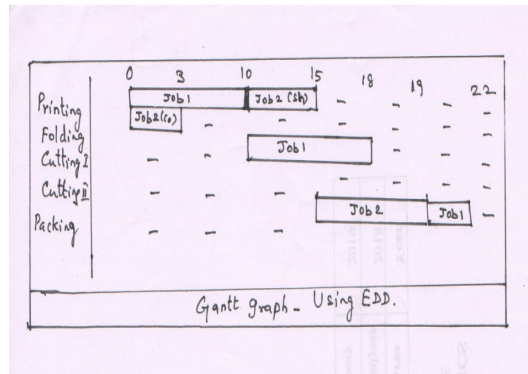 0 3 10 15 18 19 22
Printing Job1 Job2 (Sh)
Job2(Co)
Folding
Cutting I Job1
Cutting II
Job2 Job1
Packing
Gantt graph - Using EDD.